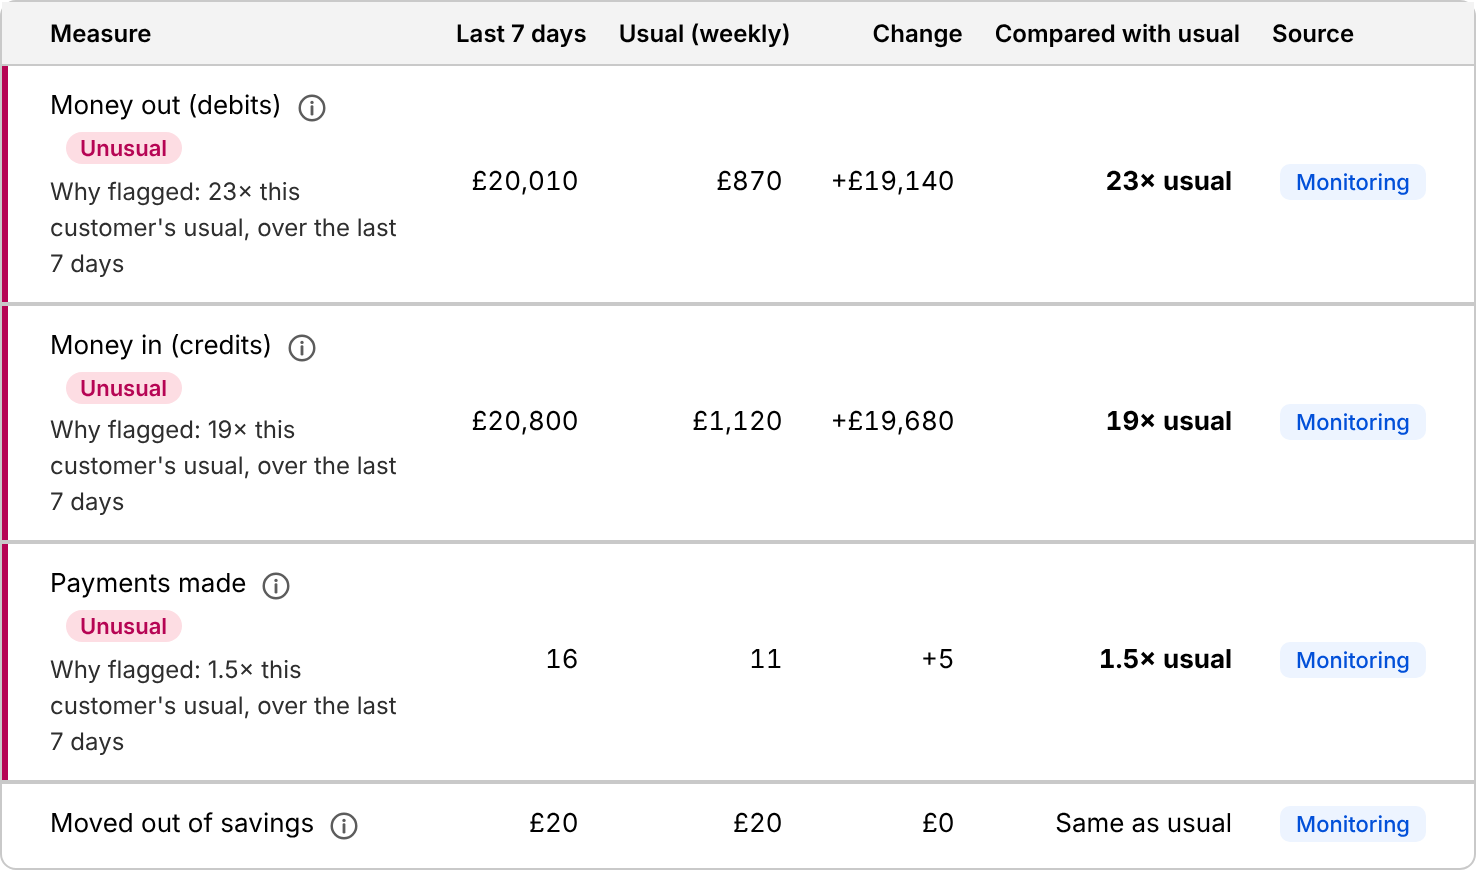 Measure Last 7 days Usual (weekly) Change Compared with usual Source
Money out (debits)
Unusual
Why flagged: 23× this
customer's usual, over the last
7 days
£20,010 £870 +£19,140 23× usual Monitoring
Money in (credits)
Unusual
Why flagged: 19× this
customer's usual, over the last
7 days
£20,800 £1,120 +£19,680 19× usual Monitoring
Payments made
Unusual
Why flagged: 1.5× this
customer's usual, over the last
7 days
16 11 +5 1.5× usual Monitoring
Moved out of savings £20 £20 £0 Same as usual Monitoring